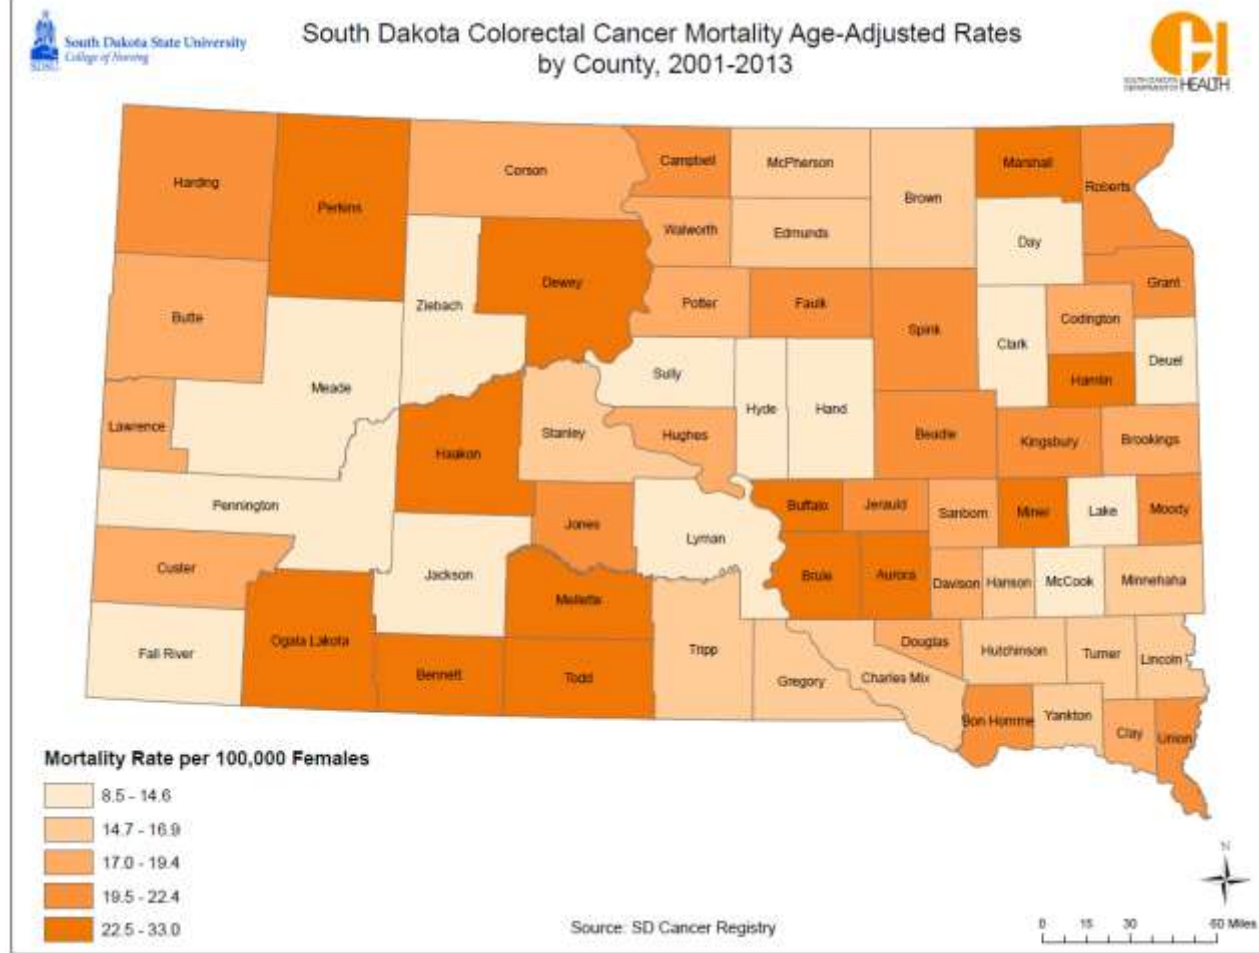 South Dakota State University
College of Nursing
SDSU
South Dakota Colorectal Cancer Mortality Age-Adjusted Rates
by County, 2001-2013
SOUTH DAKOTA
DEPARTMENT OF HEALTH
Harding
Perkins
Corson
Campbell
McPherson
Brown
Marshall
Roberts
Walworth
Edmunds
Day
Dewey
Ziebach
Butte
Potter
Faulk
Spink
Grant
Codington
Clark
Deuel
Meade
Sully
Hyde
Hand
Hamlin
Lawrence
Haakon
Stanley
Hughes
Beadle
Kingsbury
Brookings
Pennington
Jones
Lyman
Buffalo
Jerauld
Sanborn
Miner
Lake
Moody
Custer
Jackson
Mellette
Brule
Aurora
Davison
Hanson
McCook
Minnehaha
Fall River
Ogala Lakota
Bennett
Todd
Tripp
Gregory
Charles Mix
Douglas
Hutchinson
Turner
Lincoln
Bon Homme
Yankton
Clay
Union
Mortality Rate per 100,000 Females
8.5 - 14.6
14.7 - 16.9
17.0 - 19.4
19.5 - 22.4
22.5 - 33.0
Source: SD Cancer Registry
N
0 15 30 60 Miles